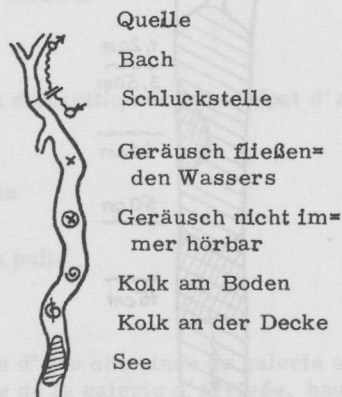 Quelle
Bach
Schluckstelle
Geräusch fließen=
den Wassers
Geräusch nicht im=
mer hörbar
Kolk am Boden
Kolk an der Decke
See